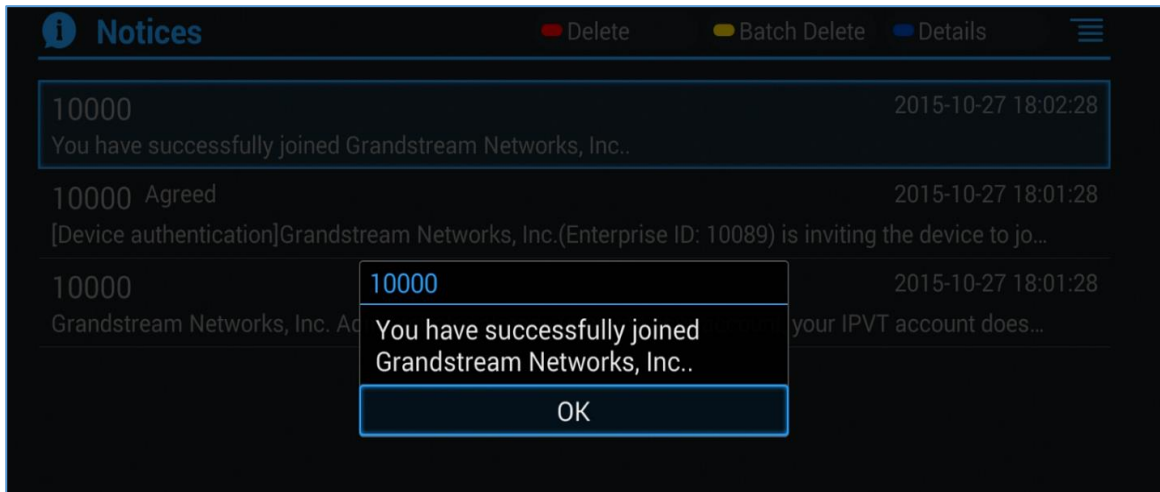 Notices
Delete
Batch Delete
Details
10000
2015-10-27 18:02:28
You have successfully joined Grandstream Networks, Inc..
10000 Agreed
2015-10-27 18:01:28
[Device authentication]Grandstream Networks, Inc.(Enterprise ID: 10089) is inviting the device to jo...
10000
2015-10-27 18:01:28
Grandstream Networks, Inc. your IPVT account does...
10000
You have successfully joined
Grandstream Networks, Inc..
OK